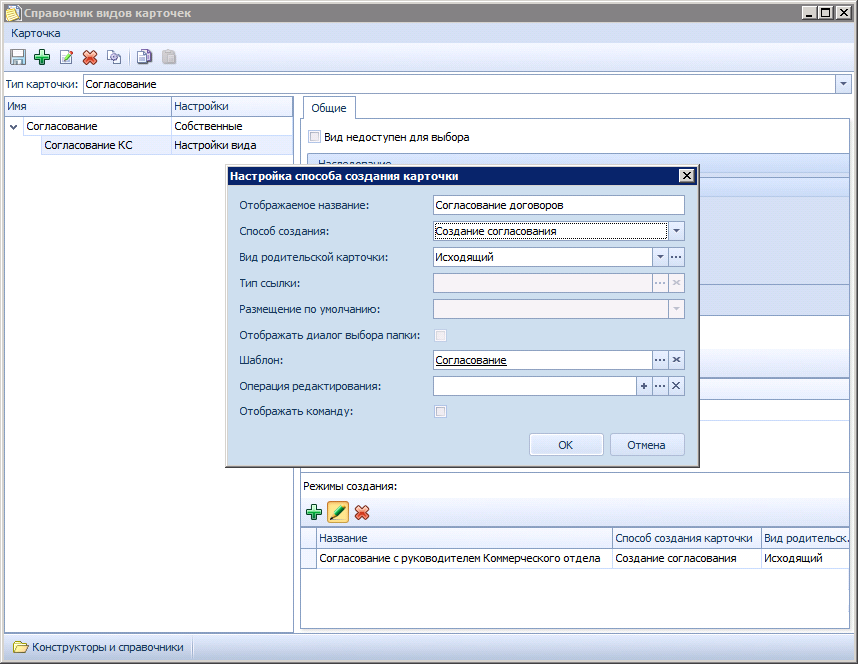 Справочник видов карточек
Карточка
Тип карточки: Согласование
Имя Настройки
Согласование Собственные
Согласование КС Настройки вида
Общие
Вид недоступен для выбора
Наследование
Настройка способа создания карточки
Отображаемое название: Согласование договоров
Способ создания: Создание согласования
Вид родительской карточки: Исходящий
Тип ссылки:
Размещение по умолчанию:
Отображать диалог выбора папки:
Шаблон: Согласование
Операция редактирования:
Отображать команду:
OK Отмена
Режимы создания:
Название Способ создания карточки Вид родительск.
Согласование с руководителем Коммерческого отдела Создание согласования Исходящий
Конструкторы и справочники